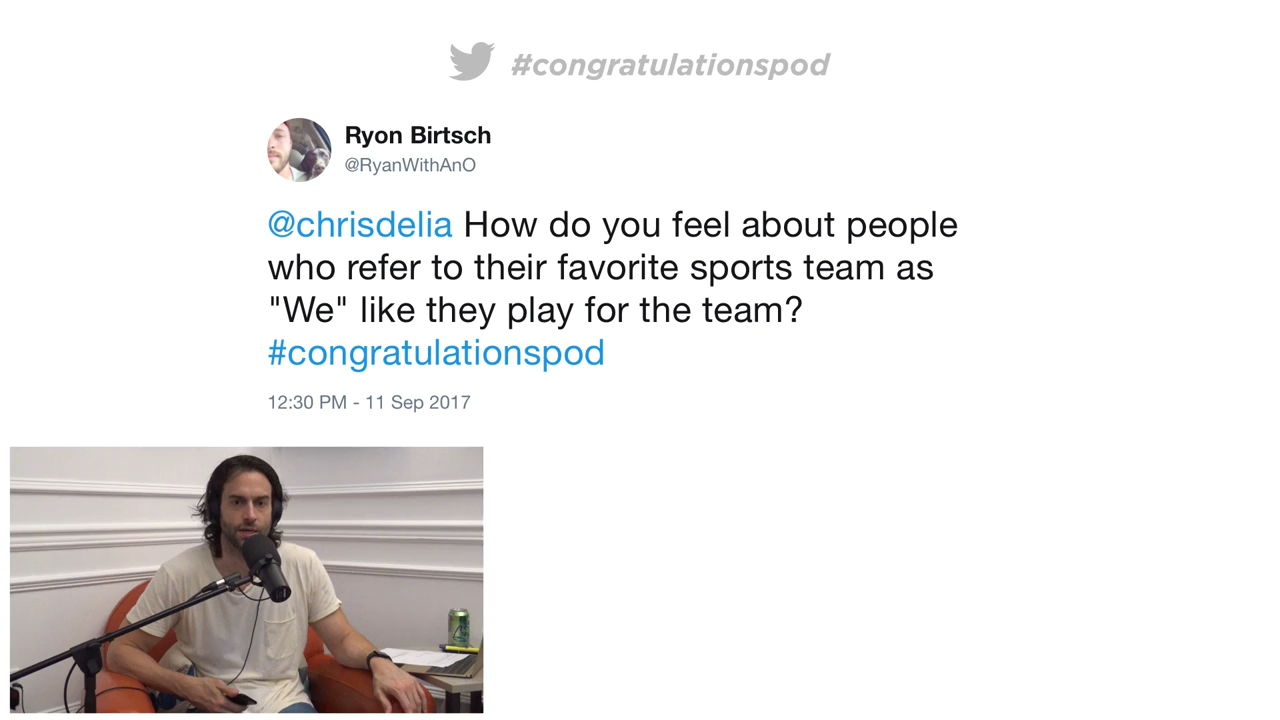 #congratulationspod
Ryon Birtsch
@RyanWithAnO
@chrisdelia How do you feel about people
who refer to their favorite sports team as
"We" like they play for the team?
#congratulationspod
12:30 PM - 11 Sep 2017